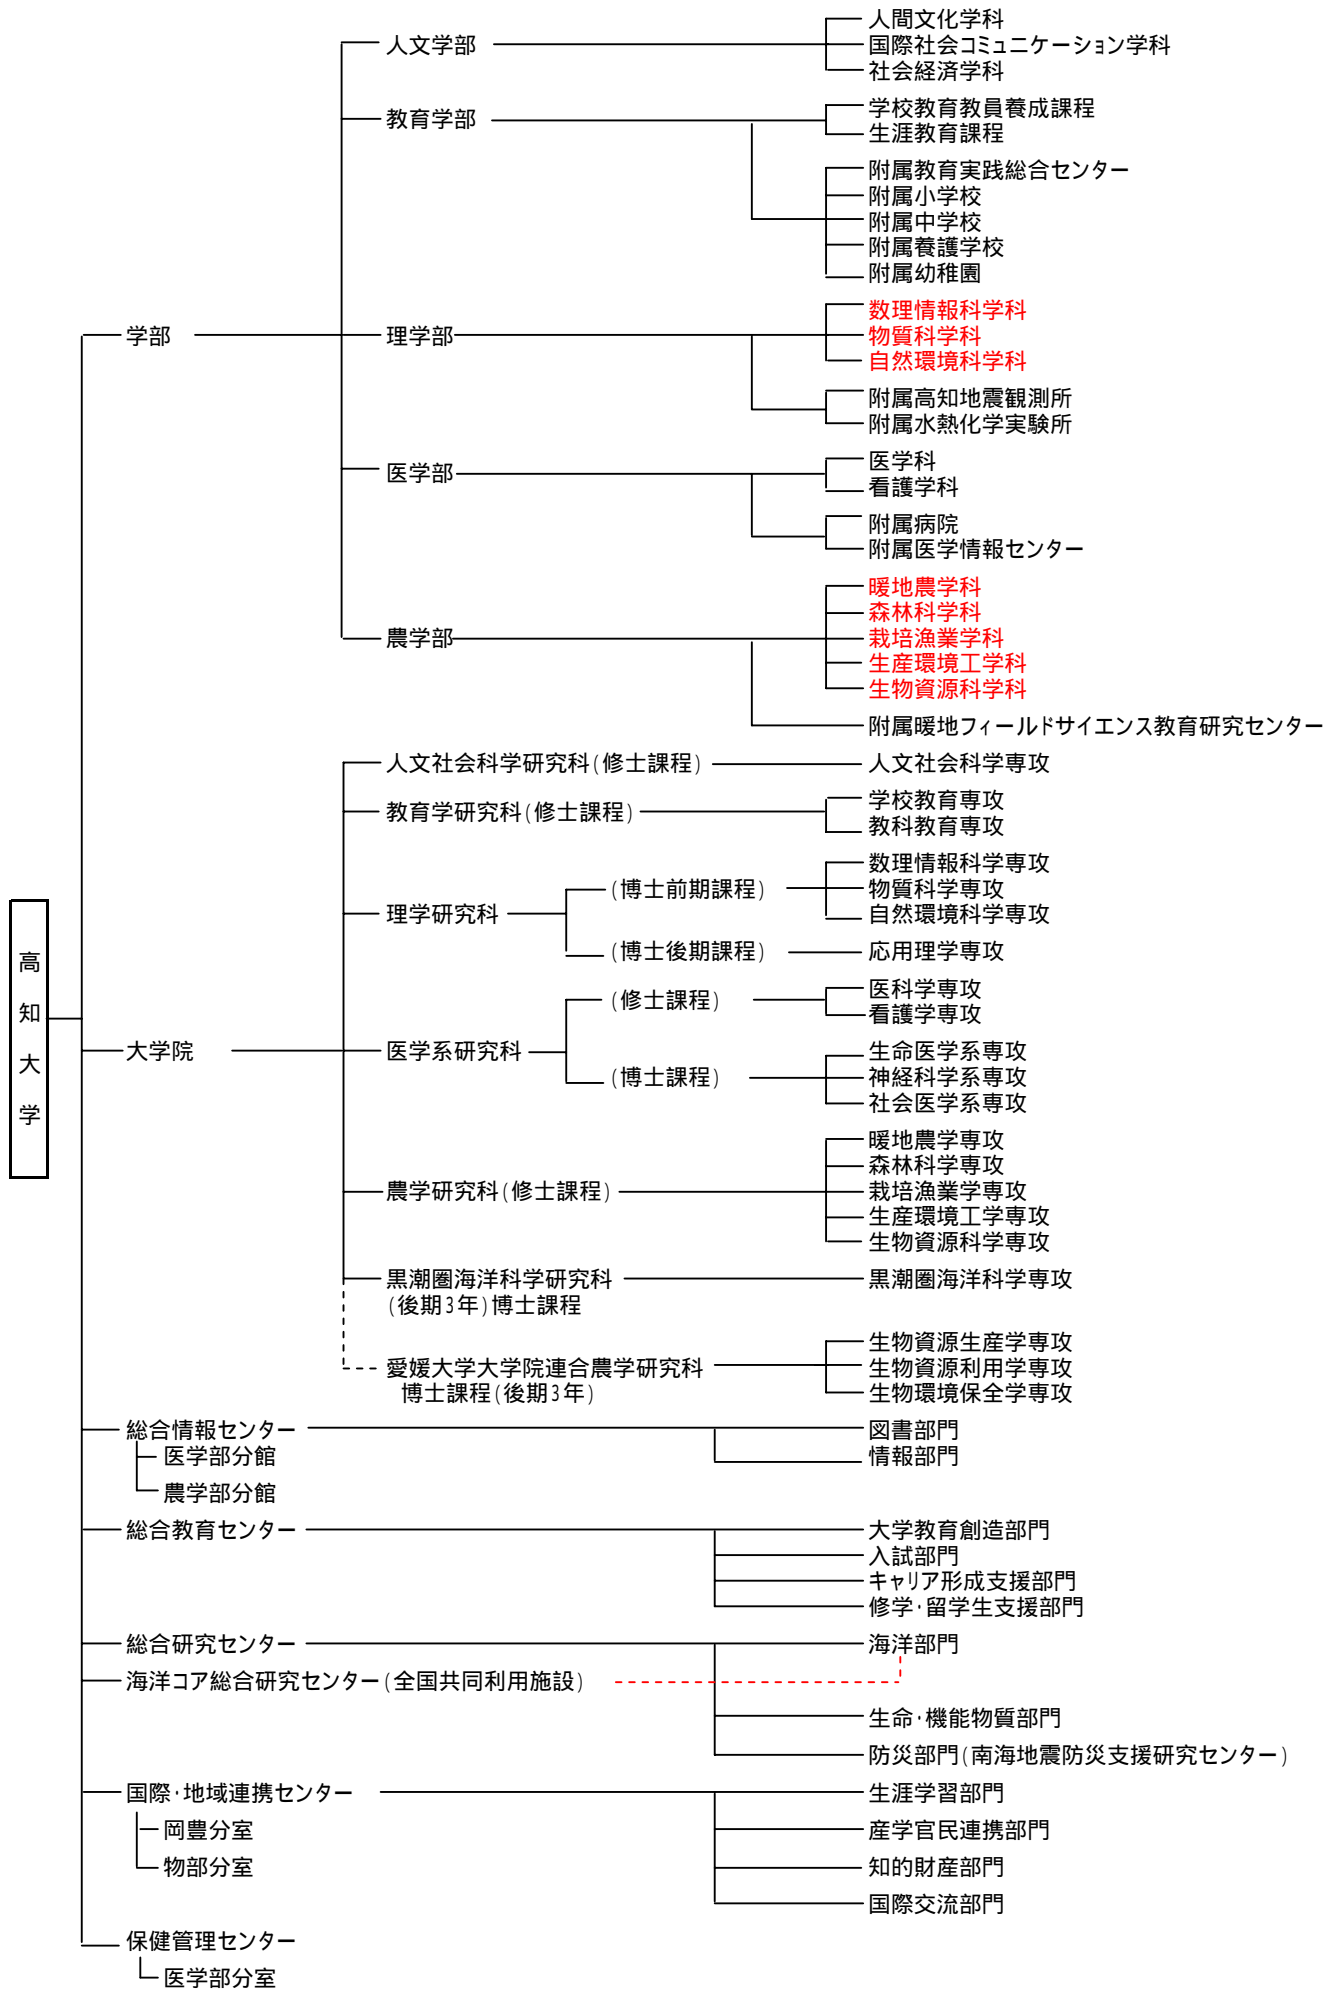 高知大学
学部
人文学部
人間文化学科
国際社会コミュニケーション学科
社会経済学科
教育学部
学校教育教員養成課程
生涯教育課程
附属教育実践総合センター
附属小学校
附属中学校
附属養護学校
附属幼稚園
理学部
数理情報科学科
物質科学科
自然環境科学科
附属高知地震観測所
附属水熱化学実験所
医学部
医学科
看護学科
附属病院
附属医学情報センター
農学部
暖地農学科
森林科学科
栽培漁業学科
生産環境工学科
生物資源科学科
附属暖地フィールドサイエンス教育研究センター
大学院
人文社会科学研究科(修士課程)
人文社会科学専攻
教育学研究科(修士課程)
学校教育専攻
教科教育専攻
理学研究科
(博士前期課程)
数理情報科学専攻
物質科学専攻
自然環境科学専攻
(博士後期課程)
応用理学専攻
医学系研究科
(修士課程)
医科学専攻
看護学専攻
(博士課程)
生命医学系専攻
神経科学系専攻
社会医学系専攻
農学研究科(修士課程)
暖地農学専攻
森林科学専攻
栽培漁業学専攻
生産環境工学専攻
生物資源科学専攻
黒潮圏海洋科学研究科
(後期3年)博士課程
黒潮圏海洋科学専攻
愛媛大学大学院連合農学研究科
博士課程(後期3年)
生物資源生産学専攻
生物資源利用学専攻
生物環境保全学専攻
総合情報センター
医学部分館
農学部分館
図書部門
情報部門
総合教育センター
大学教育創造部門
入試部門
キャリア形成支援部門
修学・留学生支援部門
総合研究センター
海洋部門
海洋コア総合研究センター(全国共同利用施設)
生命・機能物質部門
防災部門(南海地震防災支援研究センター)
国際・地域連携センター
岡豊分室
物部分室
生涯学習部門
産学官民連携部門
知的財産部門
国際交流部門
保健管理センター
医学部分室